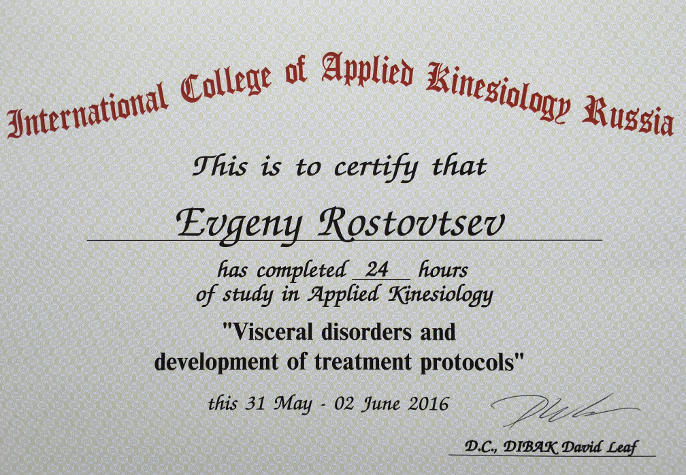 International College of Applied Kinesiology Russia
This is to certify that
Evgeny Rostovtsev
has completed 24 hours
of study in Applied Kinesiology
"Visceral disorders and
development of treatment protocols"
this 31 May - 02 June 2016
D.C., DIBAK David Leaf